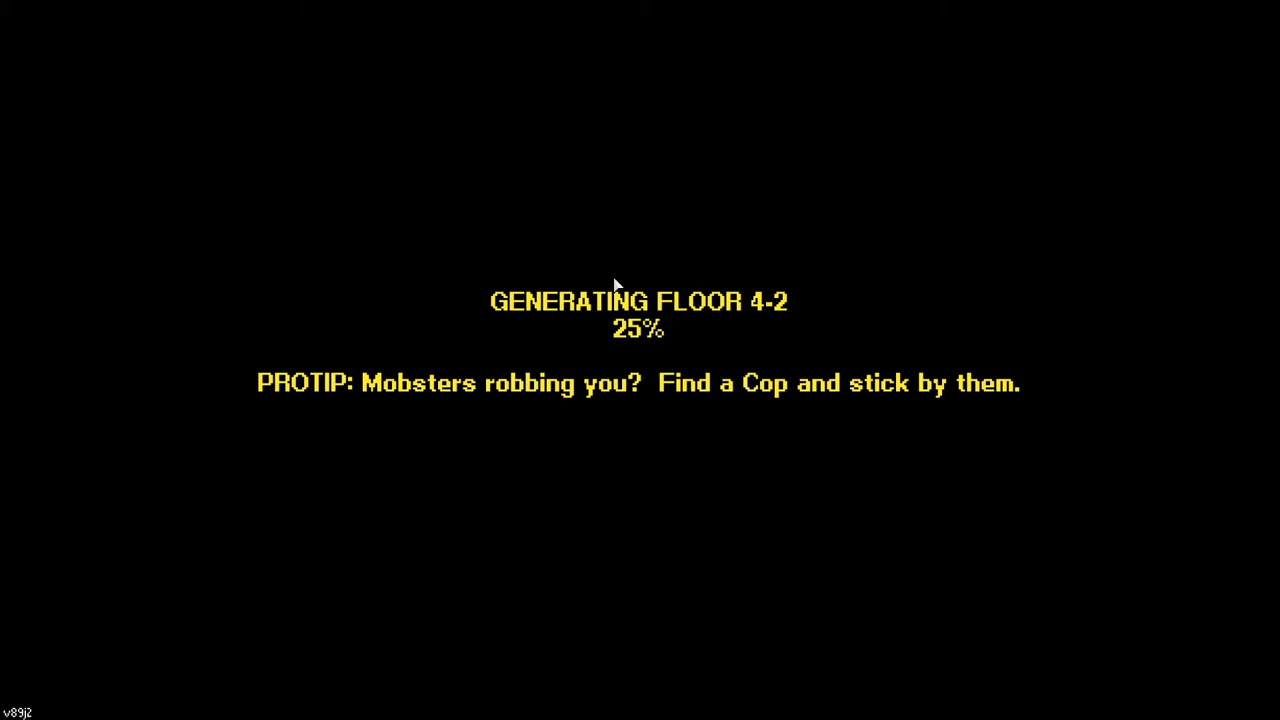 GENERATING FLOOR 4-2
25%
PROTIP: Mobsters robbing you?  Find a Cop and stick by them.
v89j2